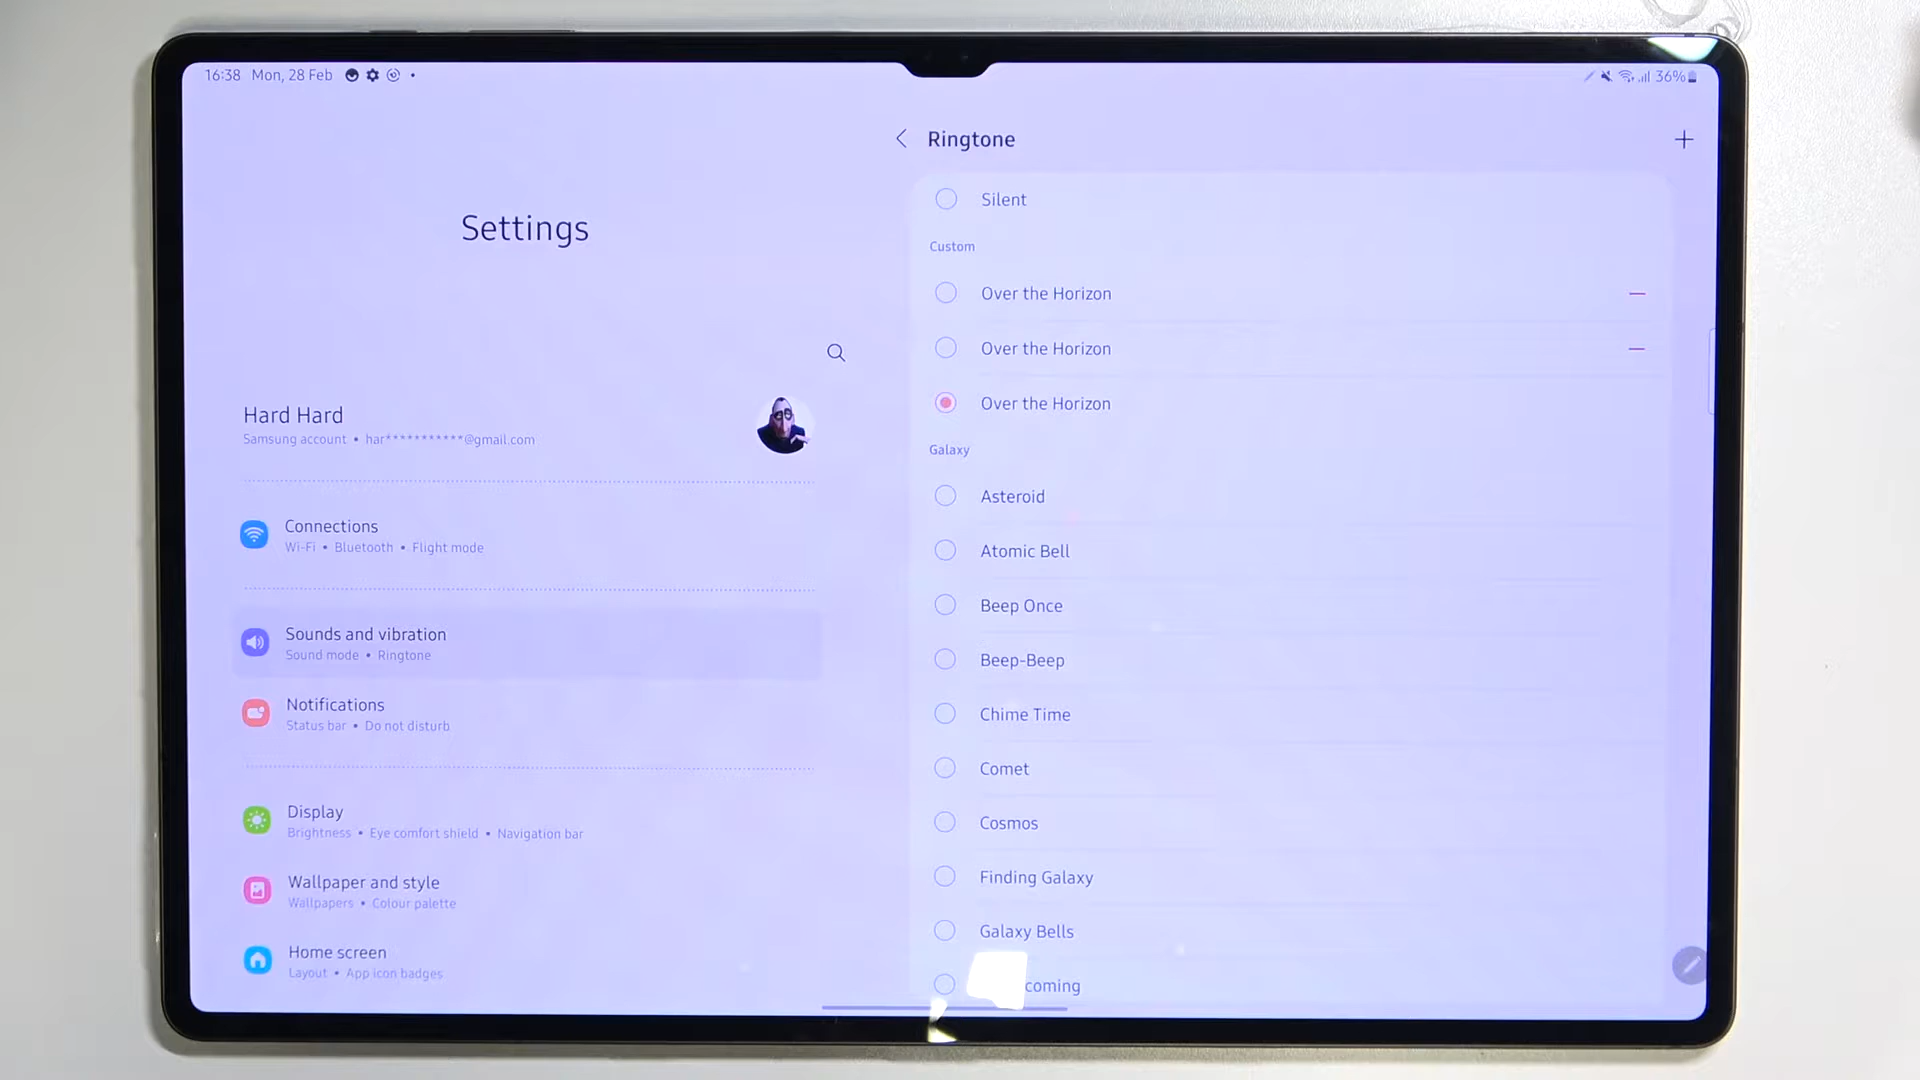 16:38 Mon, 28 Feb
36%
Settings
Hard Hard
Samsung account • har***********@gmail.com
Connections
Wi-Fi • Bluetooth • Flight mode
Sounds and vibration
Sound mode • Ringtone
Notifications
Status bar • Do not disturb
Display
Brightness • Eye comfort shield • Navigation bar
Wallpaper and style
Wallpapers • Colour palette
Home screen
Layout • App icon badges
Ringtone
Silent
Custom
Over the Horizon
Over the Horizon
Over the Horizon
Galaxy
Asteroid
Atomic Bell
Beep Once
Beep-Beep
Chime Time
Comet
Cosmos
Finding Galaxy
Galaxy Bells